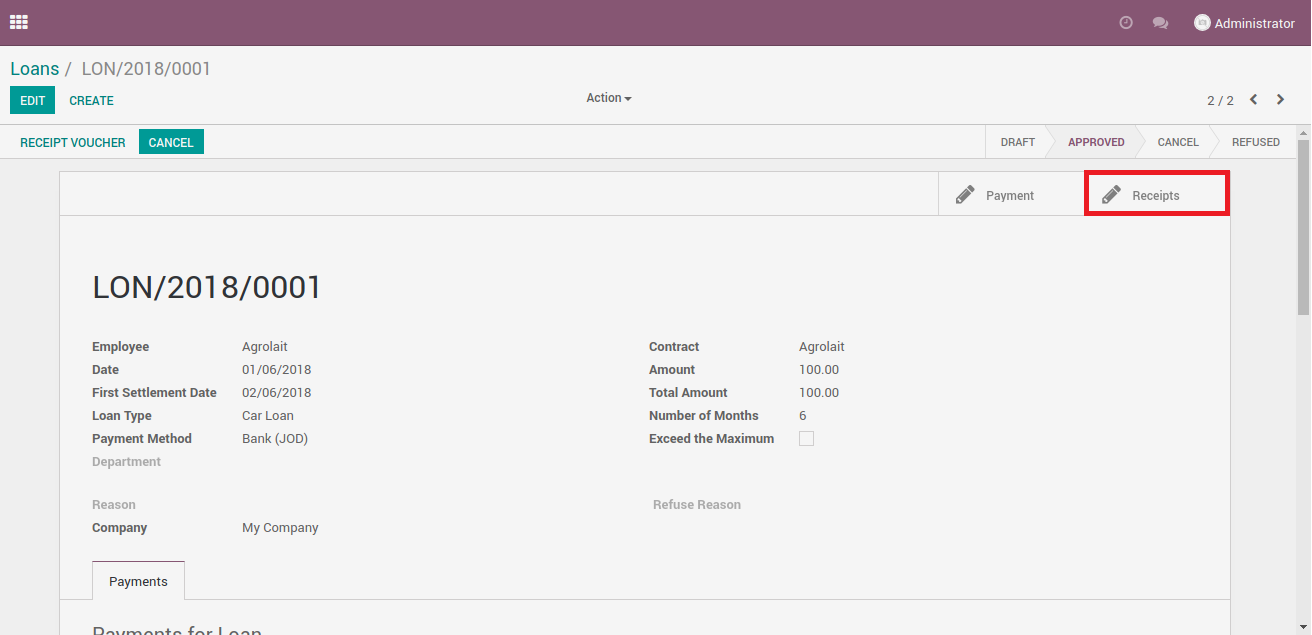 Administrator
Loans / LON/2018/0001
EDIT CREATE Action 2 / 2
RECEIPT VOUCHER CANCEL DRAFT APPROVED CANCEL REFUSED
Payment Receipts
LON/2018/0001
Employee Agrolait Contract Agrolait
Date 01/06/2018 Amount 100.00
First Settlement Date 02/06/2018 Total Amount 100.00
Loan Type Car Loan Number of Months 6
Payment Method Bank (JOD) Exceed the Maximum
Department
Reason Refuse Reason
Company My Company
Payments
Payments for Loan